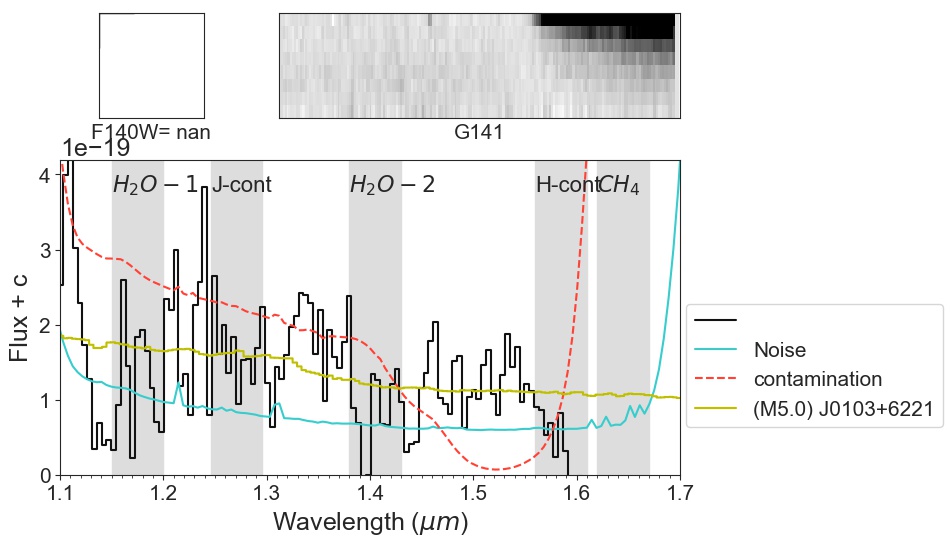 F140W= nan
G141
1e−19
H₂O − 1
J-cont
H₂O − 2
H-cont
CH₄
4
3
2
1
0
Flux + c
1.1
1.2
1.3
1.4
1.5
1.6
1.7
Wavelength (μm)
Noise
contamination
(M5.0) J0103+6221